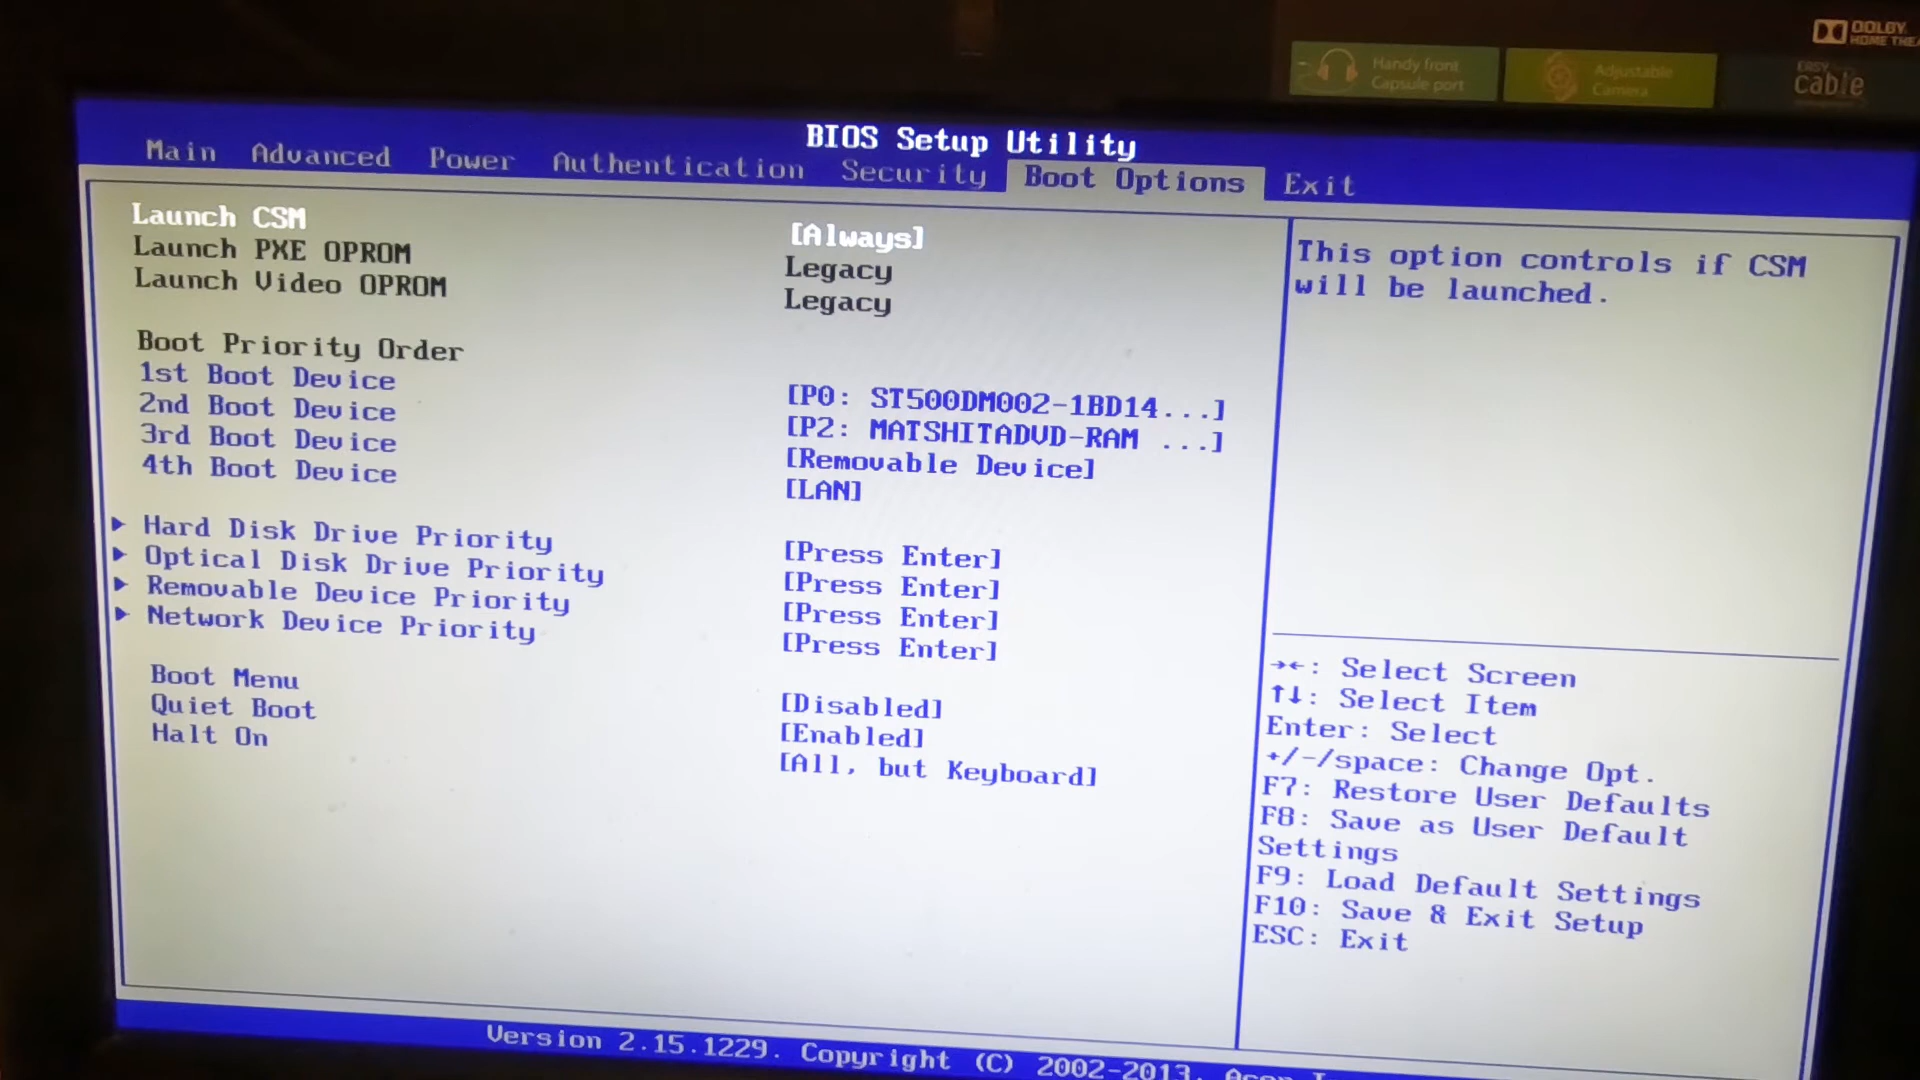 DOLBY
HOME THEA
Handy front
Capsule port
Adjustable
Camera
EASY
cable
BIOS Setup Utility
Main Advanced Power Authentication Security Boot Options Exit
Launch CSM [Always]
Launch PXE OPROM Legacy
Launch Video OPROM Legacy
Boot Priority Order
1st Boot Device [P0: ST500DM002-1BD14...]
2nd Boot Device [P2: MATSHITADVD-RAM ...]
3rd Boot Device [Removable Device]
4th Boot Device [LAN]
Hard Disk Drive Priority [Press Enter]
Optical Disk Drive Priority [Press Enter]
Removable Device Priority [Press Enter]
Network Device Priority [Press Enter]
Boot Menu [Disabled]
Quiet Boot [Enabled]
Halt On [All, but Keyboard]
This option controls if CSM
will be launched.
→←: Select Screen
↑↓: Select Item
Enter: Select
+/-/space: Change Opt.
F7: Restore User Defaults
F8: Save as User Default
Settings
F9: Load Default Settings
F10: Save & Exit Setup
ESC: Exit
Version 2.15.1229. Copyright (C) 2002-2013,